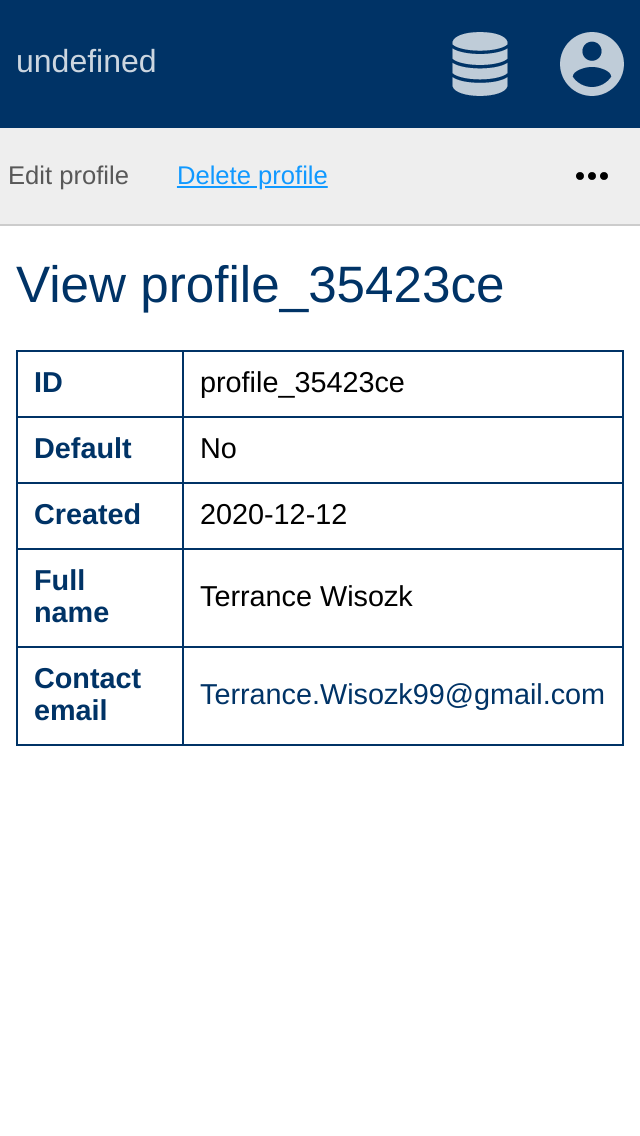 undefined
Edit profile Delete profile
View profile_35423ce
ID profile_35423ce
Default No
Created 2020-12-12
Full
name
Terrance Wisozk
Contact
email
Terrance.Wisozk99@gmail.com